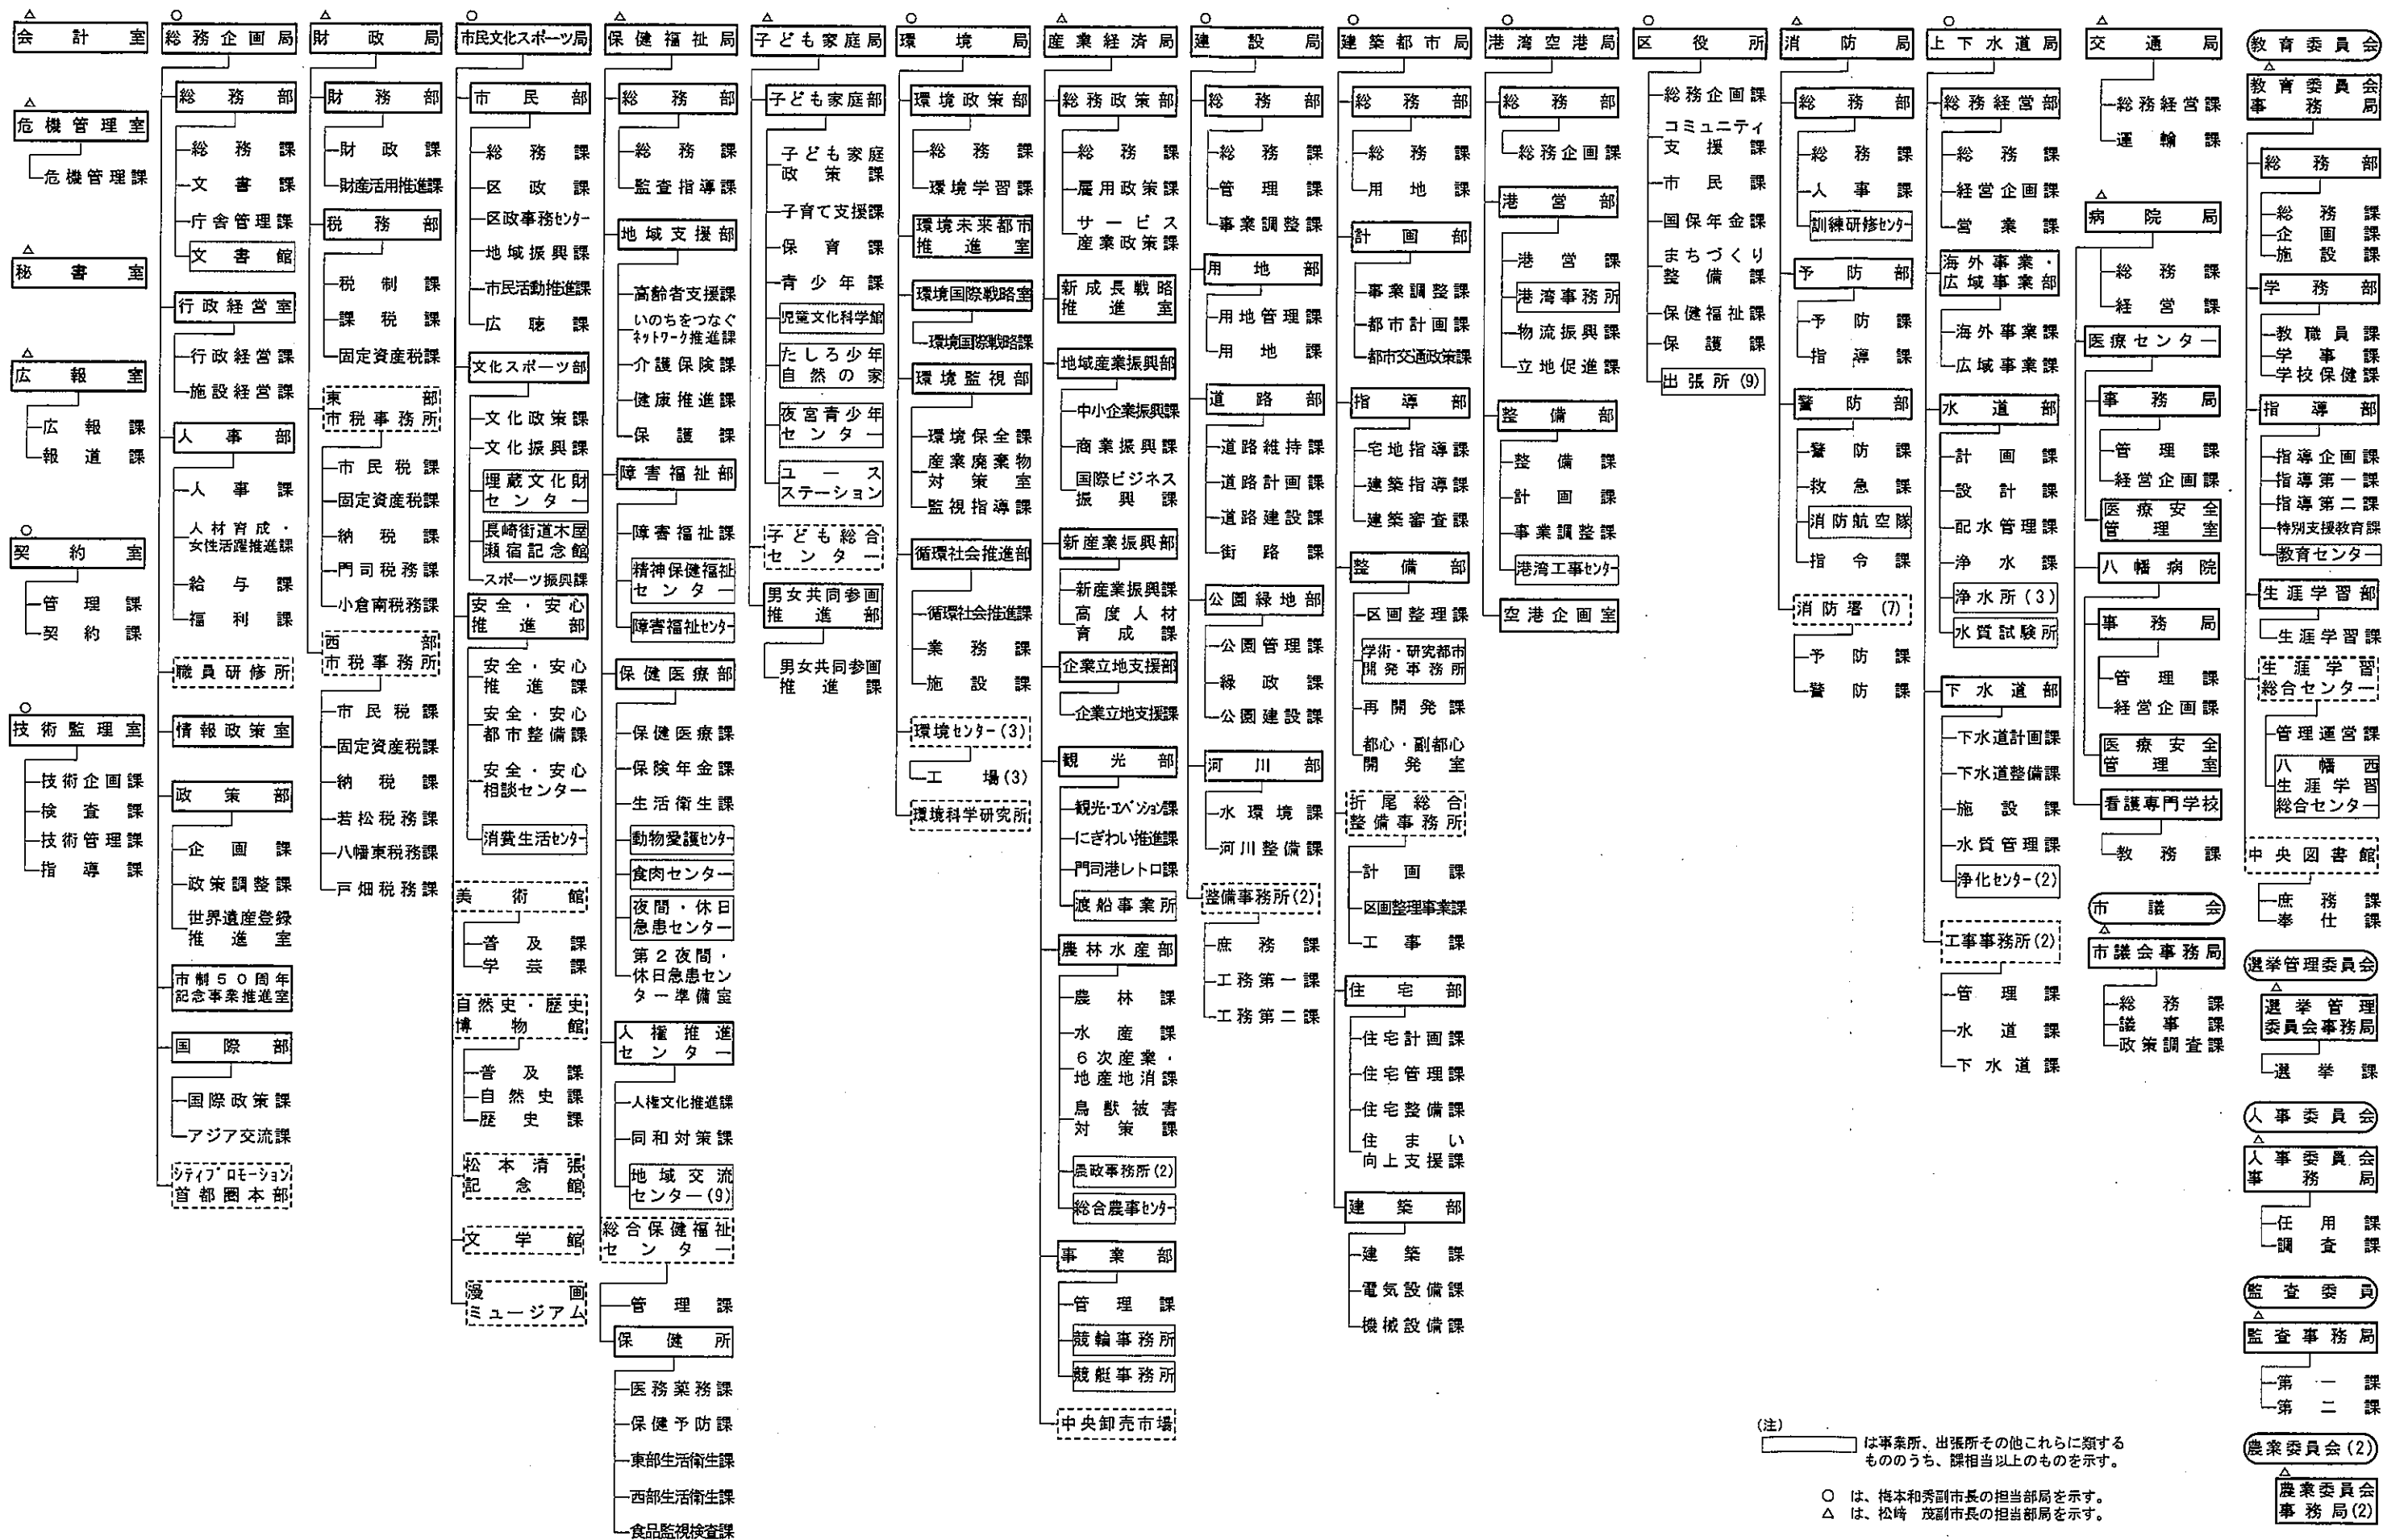 △
会計室
△
危機管理室
危機管理課
△
秘書室
△
広報室
広報課
報道課
○
契約室
管理課
契約課
○
技術監理室
技術企画課
検査課
技術管理課
指導課
○
総務企画局
総務部
総務課
文書課
庁舎管理課
文書館
行政経営室
行政経営課
施設経営課
人事部
人事課
人材育成・
女性活躍推進課
給与課
福利課
職員研修所
情報政策室
政策部
企画課
政策調整課
世界遺産登録
推進室
市制50周年
記念事業推進室
国際部
国際政策課
アジア交流課
シティプロモーション
首都圏本部
△
財政局
財務部
財政課
財産活用推進課
税務部
税制課
課税課
固定資産税課
東部
市税事務所
市民税課
固定資産税課
納税課
門司税務課
小倉南税務課
西部
市税事務所
市民税課
固定資産税課
納税課
若松税務課
八幡東税務課
戸畑税務課
○
市民文化スポーツ局
市民部
総務課
区政課
区政事務センター
地域振興課
市民活動推進課
広聴課
文化スポーツ部
文化政策課
文化振興課
埋蔵文化財
センター
長崎街道木屋
瀬宿記念館
スポーツ振興課
安全・安心
推進部
安全・安心
推進課
安全・安心
都市整備課
安全・安心
相談センター
消費生活センター
美術館
普及課
学芸課
自然史・歴史
博物館
普及課
自然史課
歴史課
松本清張
記念館
文学館
漫画
ミュージアム
△
保健福祉局
総務部
総務課
監査指導課
地域支援部
高齢者支援課
いのちをつなぐ
ネットワーク推進課
介護保険課
健康推進課
保護課
障害福祉部
障害福祉課
精神保健福祉
センター
障害福祉センター
保健医療部
保健医療課
保険年金課
生活衛生課
動物愛護センター
食肉センター
夜間・休日
急患センター
第2夜間・
休日急患セン
ター準備室
人権推進
センター
人権文化推進課
同和対策課
地域交流
センター(9)
総合保健福祉
センター
管理課
保健所
医務薬務課
保健予防課
東部生活衛生課
西部生活衛生課
食品監視検査課
△
子ども家庭局
子ども家庭部
子ども家庭
政策課
子育て支援課
保育課
青少年課
児童文化科学館
たしろ少年
自然の家
夜宮青少年
センター
ユース
ステーション
子ども総合
センター
男女共同参画
推進部
男女共同参画
推進課
○
環境局
環境政策部
総務課
環境学習課
環境未来都市
推進室
環境国際戦略室
環境国際戦略課
環境監視部
環境保全課
産業廃棄物
対策室
監視指導課
循環社会推進部
循環社会推進課
業務課
施設課
環境センター(3)
工場(3)
環境科学研究所
△
産業経済局
総務政策部
総務課
雇用政策課
サービス
産業政策課
新成長戦略
推進室
地域産業振興部
中小企業振興課
商業振興課
国際ビジネス
振興課
新産業振興部
新産業振興課
高度人材
育成課
企業立地支援部
企業立地支援課
観光部
観光・コンベンション課
にぎわい推進課
門司港レトロ課
渡船事業所
農林水産部
農林課
水産課
6次産業・
地産地消課
鳥獣被害
対策課
農政事務所(2)
総合農事センター
事業部
管理課
競輪事務所
競艇事務所
中央卸売市場
○
建設局
総務部
総務課
管理課
事業調整課
用地部
用地管理課
用地課
道路部
道路維持課
道路計画課
道路建設課
街路課
公園緑地部
公園管理課
緑政課
公園建設課
河川部
水環境課
河川整備課
整備事務所(2)
庶務課
工務第一課
工務第二課
○
建築都市局
総務部
総務課
用地課
計画部
事業調整課
都市計画課
都市交通政策課
指導部
宅地指導課
建築指導課
建築審査課
整備部
区画整理課
学術・研究都市
開発事務所
再開発課
都心・副都心
開発室
折尾総合
整備事務所
計画課
区画整理事業課
工事課
住宅部
住宅計画課
住宅管理課
住宅整備課
住まい
向上支援課
建築部
建築課
電気設備課
機械設備課
○
港湾空港局
総務部
総務企画課
港営部
港営課
港湾事務所
物流振興課
立地促進課
整備部
整備課
計画課
事業調整課
港湾工事センター
空港企画室
○
区役所
総務企画課
コミュニティ
支援課
市民課
国保年金課
まちづくり
整備課
保健福祉課
保護課
出張所(9)
△
消防局
総務部
総務課
人事課
訓練研修センター
予防部
予防課
指導課
警防部
警防課
救急課
消防航空隊
指令課
消防署(7)
予防課
警防課
○
上下水道局
総務経営部
総務課
経営企画課
営業課
海外事業・
広域事業部
海外事業課
広域事業課
水道部
計画課
設計課
配水管理課
浄水課
浄水所(3)
水質試験所
下水道部
下水道計画課
下水道整備課
施設課
水質管理課
浄化センター(2)
工事事務所(2)
管理課
水道課
下水道課
△
交通局
総務経営課
運輸課
△
病院局
総務課
経営課
医療センター
事務局
管理課
経営企画課
医療安全
管理室
八幡病院
事務局
管理課
経営企画課
医療安全
管理室
看護専門学校
教務課
市議会
△
市議会事務局
総務課
議事課
政策調査課
教育委員会
△
教育委員会
事務局
総務部
総務課
企画課
施設課
学務部
教職員課
学事課
学校保健課
指導部
指導企画課
指導第一課
指導第二課
特別支援教育課
教育センター
生涯学習部
生涯学習課
生涯学習
総合センター
管理運営課
八幡西
生涯学習
総合センター
中央図書館
庶務課
奉仕課
選挙管理委員会
△
選挙管理
委員会事務局
選挙課
人事委員会
△
人事委員会
事務局
任用課
調査課
監査委員
△
監査事務局
第一課
第二課
農業委員会(2)
△
農業委員会
事務局(2)
(注)
は事業所、出張所その他これらに類する
もののうち、課相当以上のものを示す。
○ は、梅本和秀副市長の担当部局を示す。
△ は、松﨑 茂副市長の担当部局を示す。